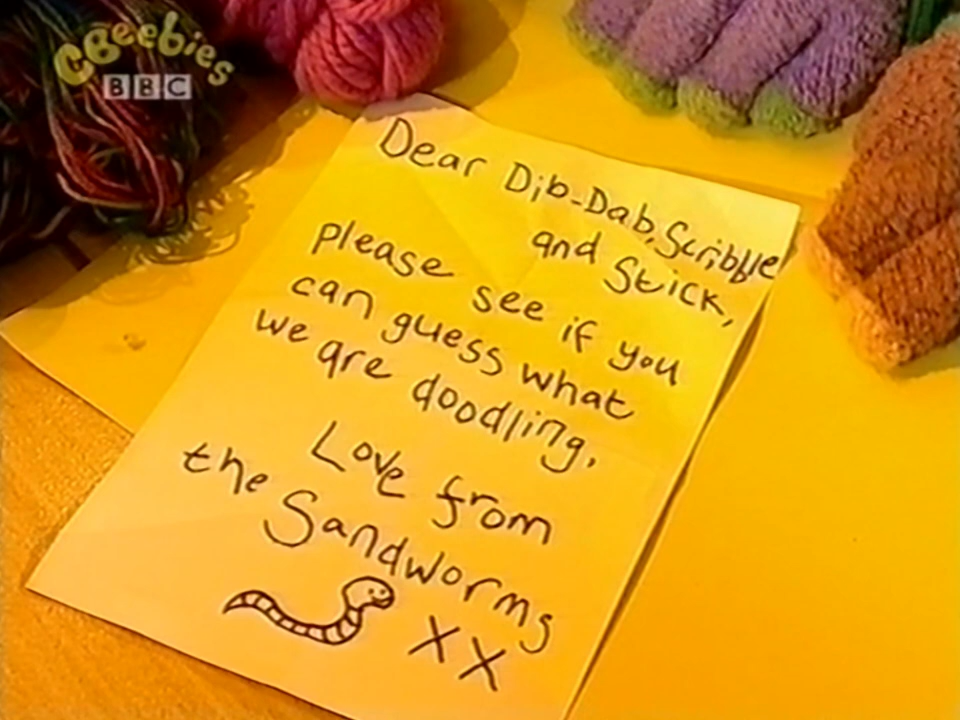 CBeebies
BBC
Dear Dib-Dab, Scribble
and Stick,
please see if you
can guess what
we are doodling,
Love from
the Sandworms
XX